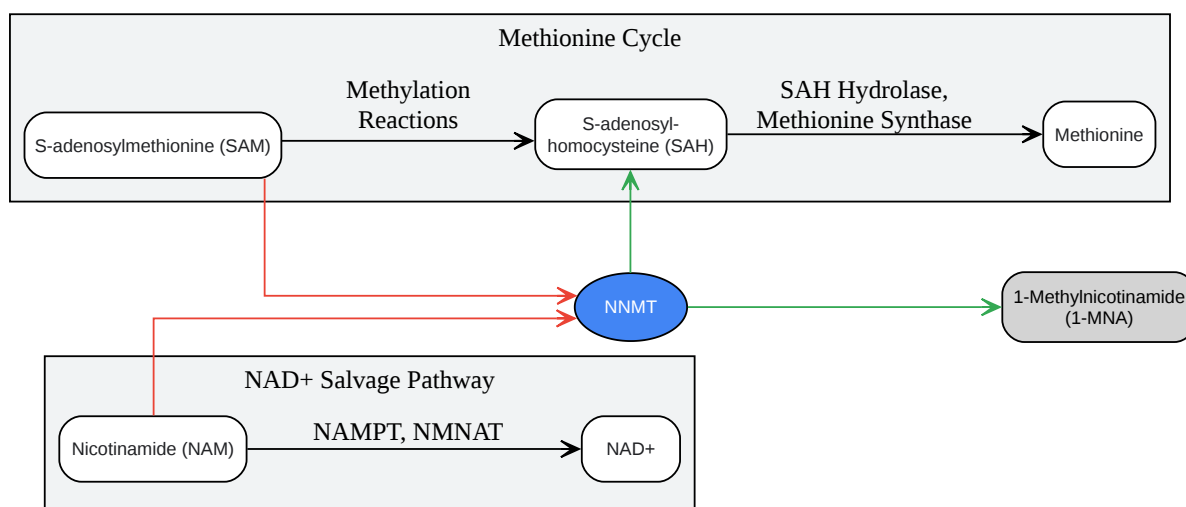 Methionine Cycle
Methylation
Reactions
SAH Hydrolase,
Methionine Synthase
S-adenosylmethionine (SAM)
S-adenosyl-
homocysteine (SAH)
Methionine
NNMT
1-Methylnicotinamide
(1-MNA)
NAD+ Salvage Pathway
Nicotinamide (NAM)
NAMPT, NMNAT
NAD+